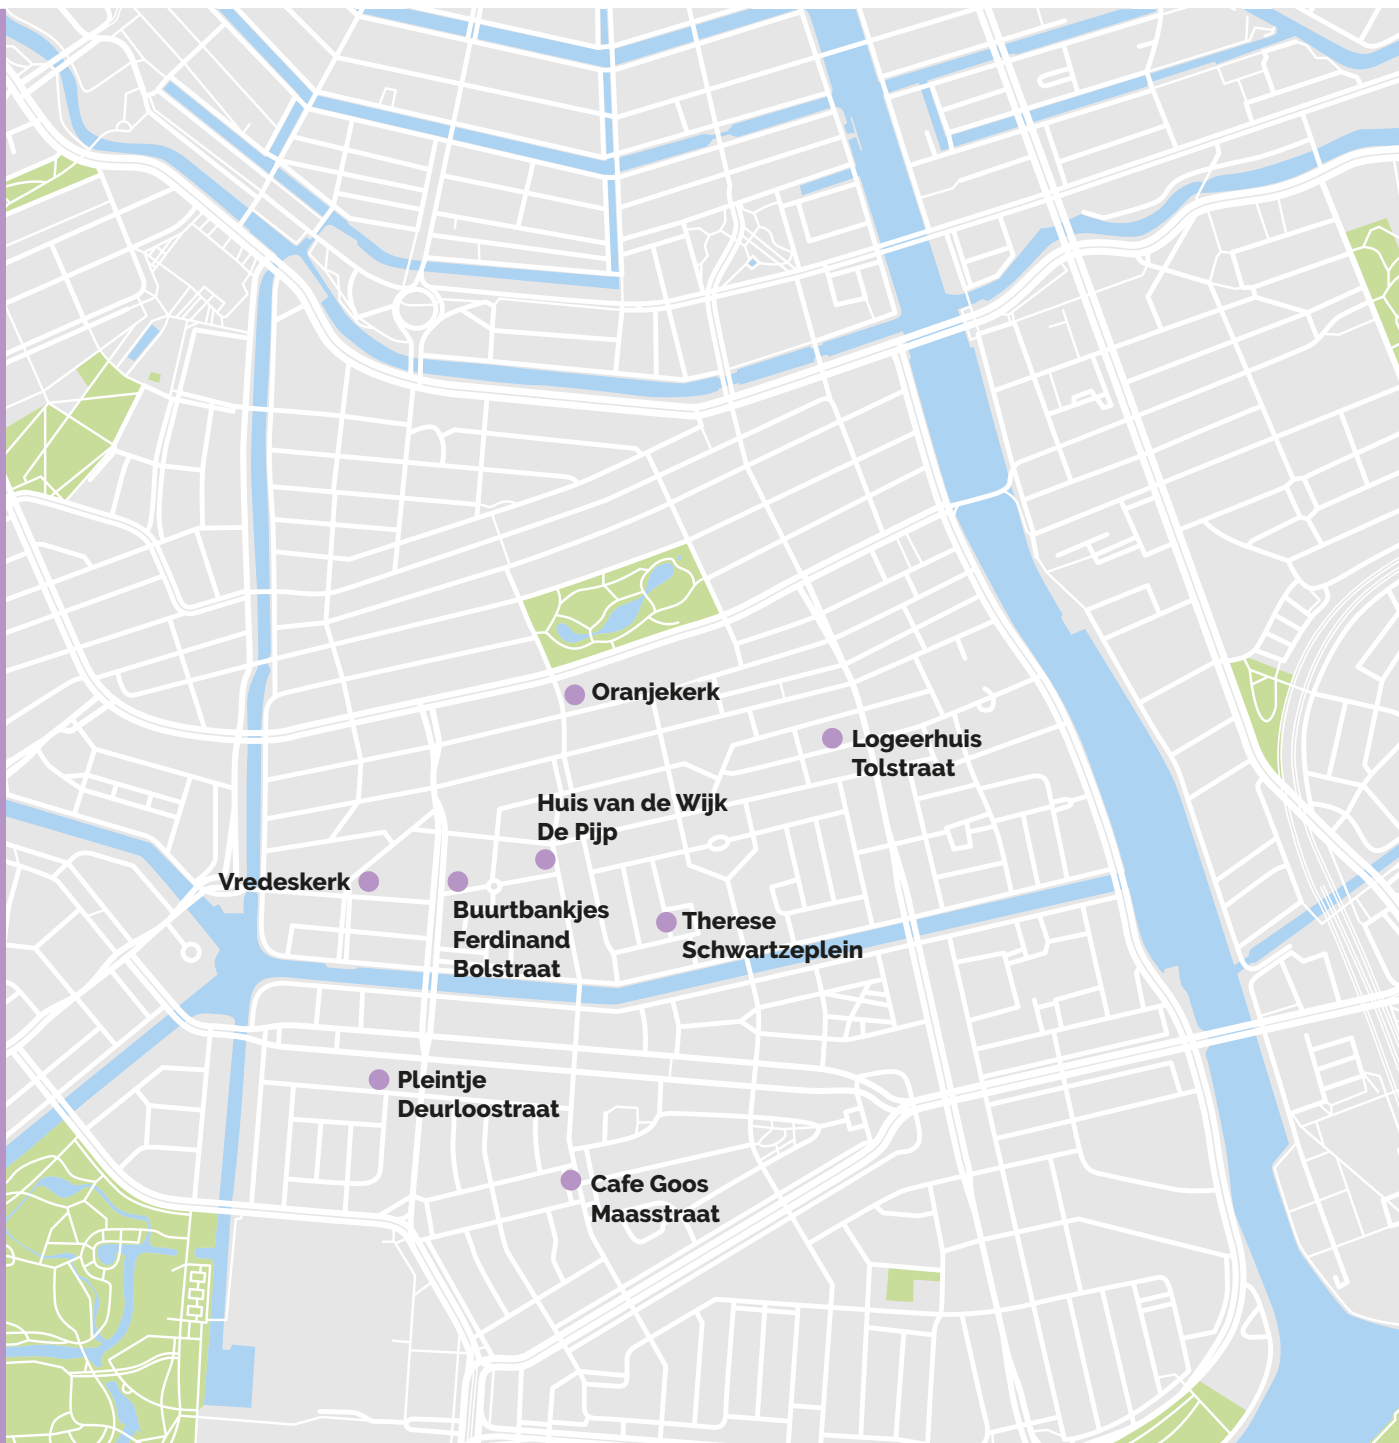 Oranjekerk
Logeerhuis
Tolstraat
Huis van de Wijk
De Pijp
Vredeskerk
Buurtbankjes
Ferdinand
Bolstraat
Therese
Schwartzeplein
Pleintje
Deurloostraat
Cafe Goos
Maasstraat